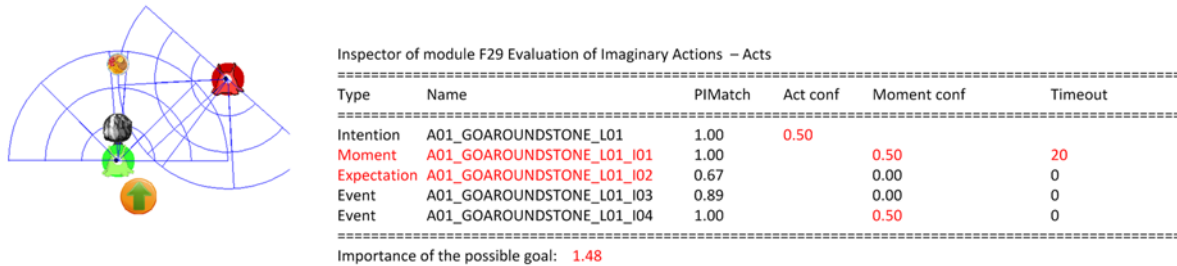 Inspector of module F29 Evaluation of Imaginary Actions – Acts
================================================================================
Type Name PIMatch Act conf Moment conf Timeout
================================================================================
Intention A01_GOAROUNDSTONE_L01 1.00 0.50
Moment A01_GOAROUNDSTONE_L01_I01 1.00 0.50 20
Expectation A01_GOAROUNDSTONE_L01_I02 0.67 0.00 0
Event A01_GOAROUNDSTONE_L01_I03 0.89 0.00 0
Event A01_GOAROUNDSTONE_L01_I04 1.00 0.50 0
================================================================================
Importance of the possible goal: 1.48